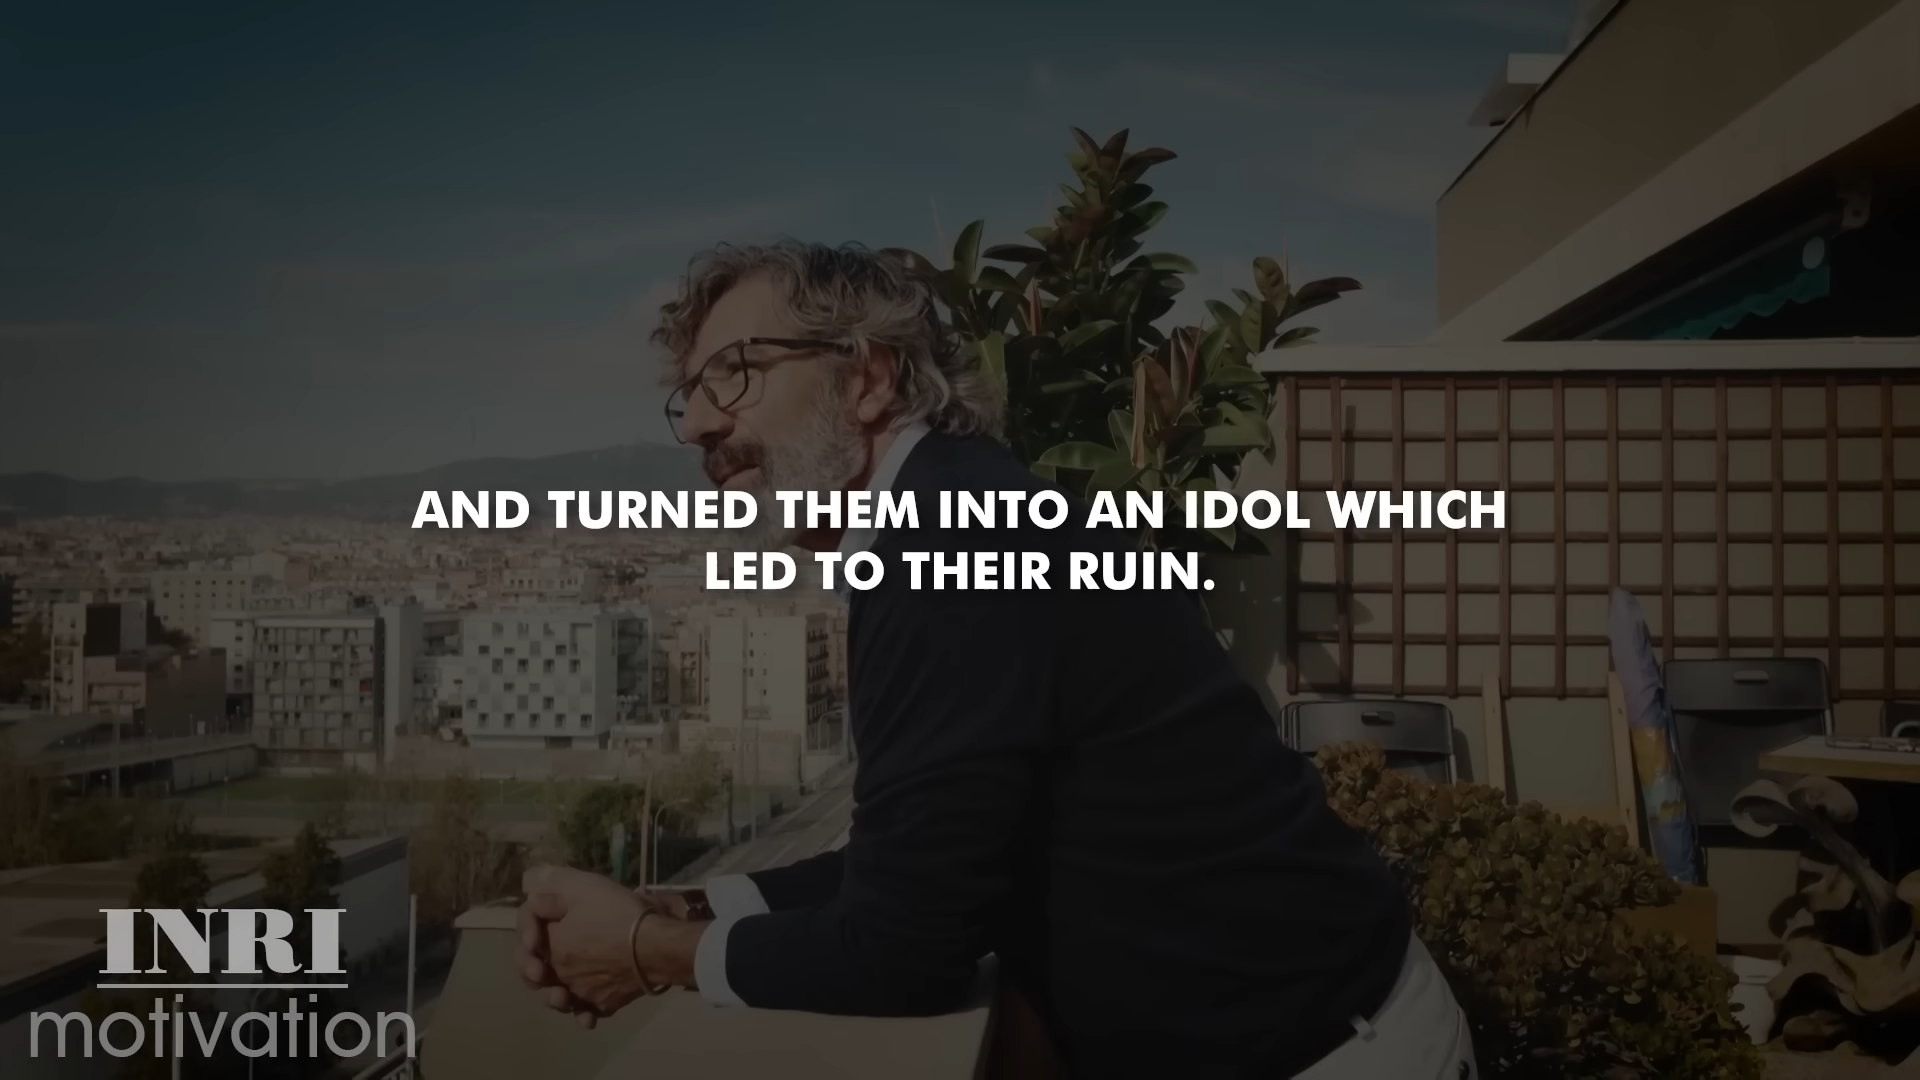 AND TURNED THEM INTO AN IDOL WHICH
LED TO THEIR RUIN.
INRI
motivation